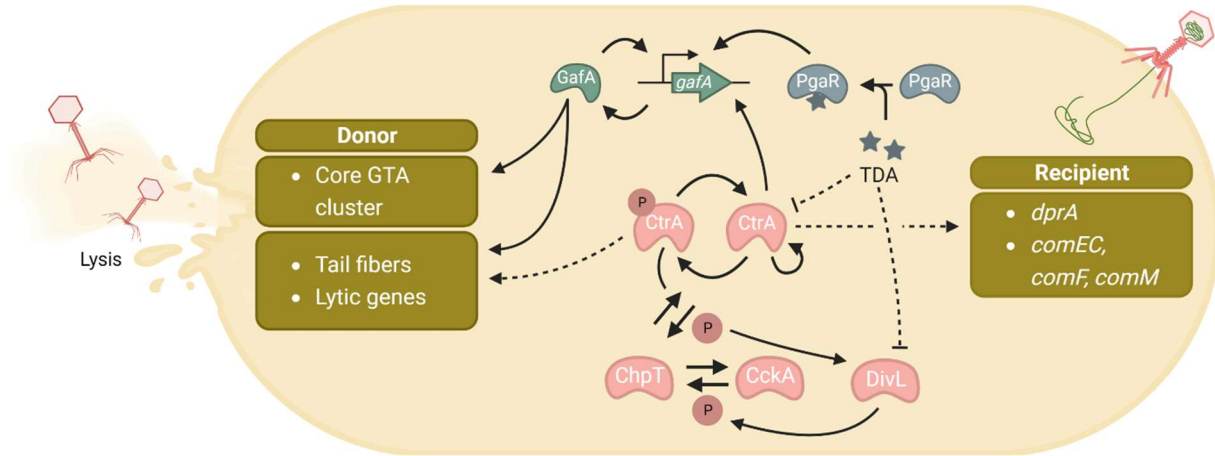 GafA
gafA
PgaR
PgaR
TDA
Donor
• Core GTA
cluster
• Tail fibers
• Lytic genes
Lysis
P
CtrA
CtrA
Recipient
• dprA
• comEC,
comF, comM
P
ChpT
CckA
DivL
P